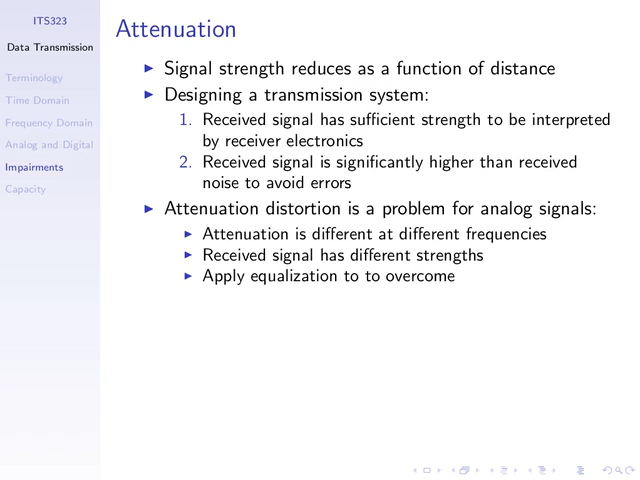 ITS323
Data Transmission
Terminology
Time Domain
Frequency Domain
Analog and Digital
Impairments
Capacity
Attenuation
Signal strength reduces as a function of distance
Designing a transmission system:
1. Received signal has sufficient strength to be interpreted
by receiver electronics
2. Received signal is significantly higher than received
noise to avoid errors
Attenuation distortion is a problem for analog signals:
Attenuation is different at different frequencies
Received signal has different strengths
Apply equalization to to overcome